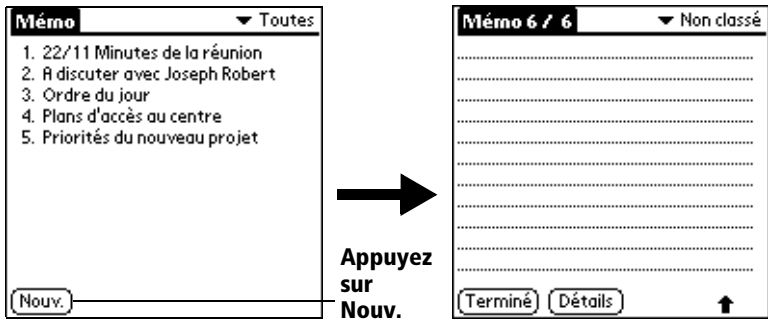 Mémo
Toutes
1. 22/11 Minutes de la réunion
2. A discuter avec Joseph Robert
3. Ordre du jour
4. Plans d'accès au centre
5. Priorités du nouveau projet
Nouv.
Appuyez
sur
Nouv.
Mémo 6 / 6
Non classé
Terminé
Détails